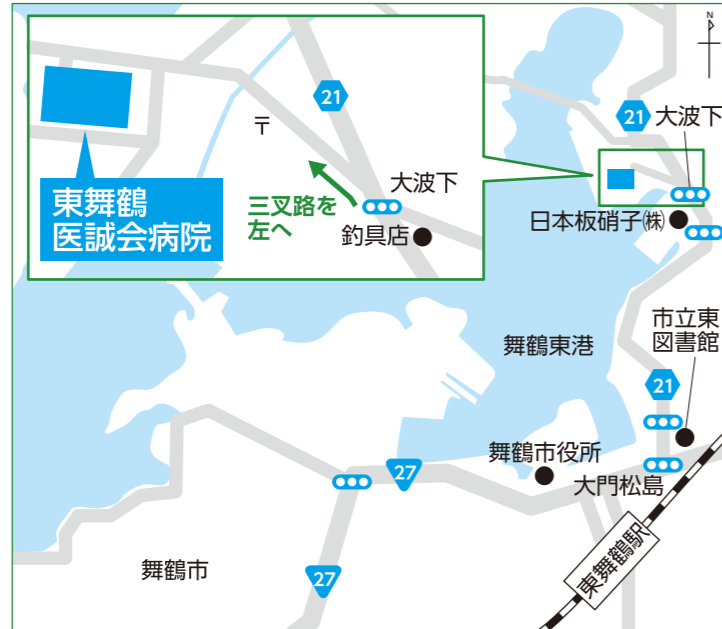 N
21
〒
大波下
三叉路を
左へ
釣具店
東舞鶴
医誠会病院
21
大波下
日本板硝子㈱
市立東
図書館
舞鶴東港
21
舞鶴市役所
大門松島
27
27
舞鶴市
東舞鶴駅